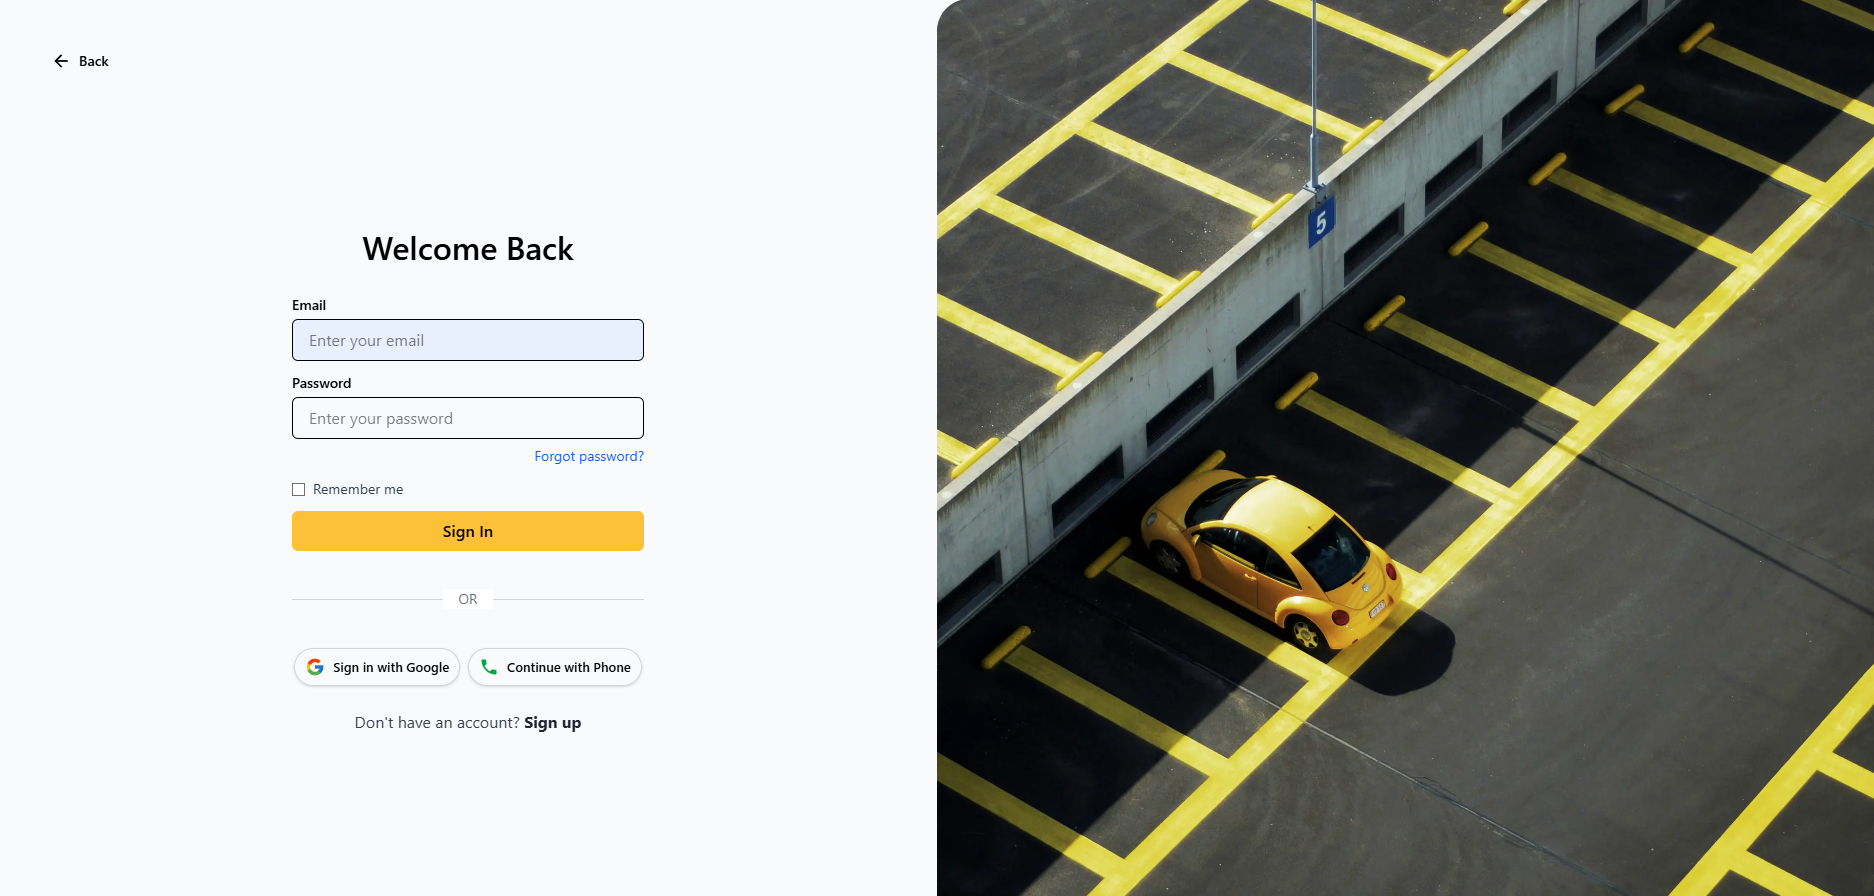 Back
Welcome Back
Email
Enter your email
Password
Enter your password
Forgot password?
Remember me
Sign In
OR
Sign in with Google
Continue with Phone
Don't have an account? Sign up
5